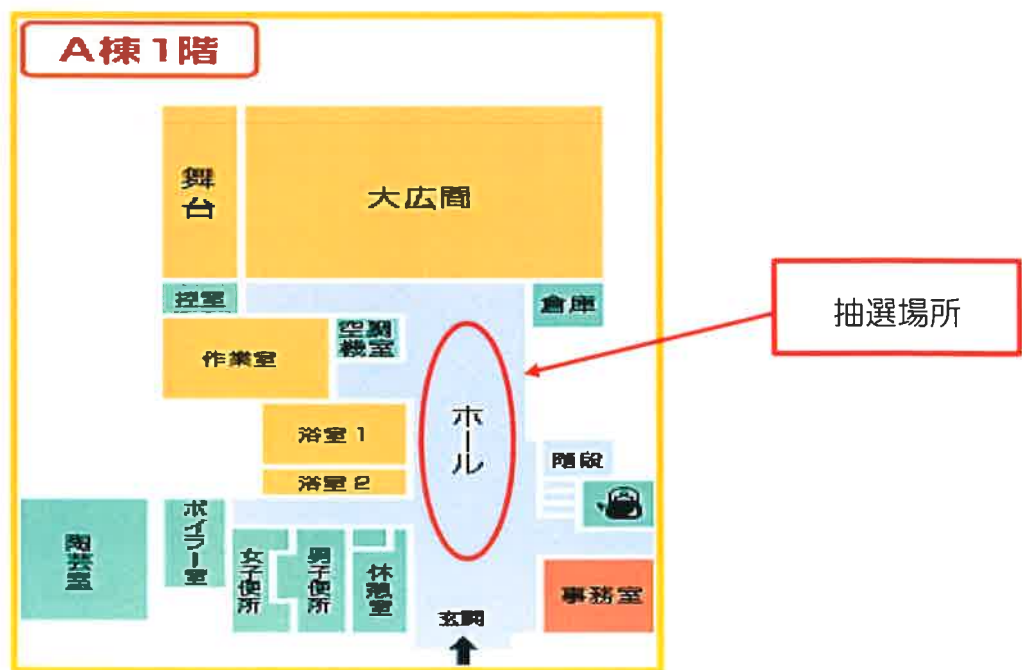 A棟1階
舞台
大広間
控室
倉庫
空調機室
作業室
抽選場所
ホール
浴室1
階段
浴室2
陶芸室
ボイラー室
女子便所
男子便所
休憩室
事務室
玄関